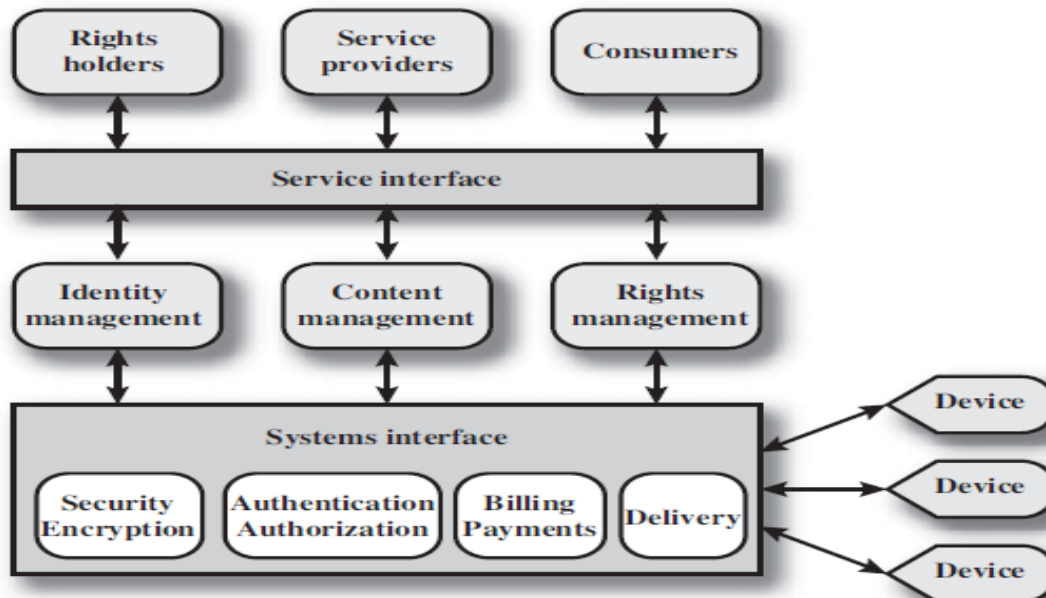 Rights
holders
Service
providers
Consumers
Service interface
Identity
management
Content
management
Rights
management
Systems interface
Security
Encryption
Authentication
Authorization
Billing
Payments
Delivery
Device
Device
Device